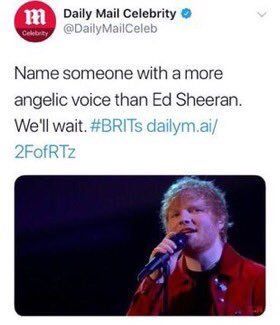 Daily Mail Celebrity
@DailyMailCeleb
m
Celebrity
Name someone with a more
angelic voice than Ed Sheeran.
We'll wait. #BRITs dailym.ai/
2FofRTz